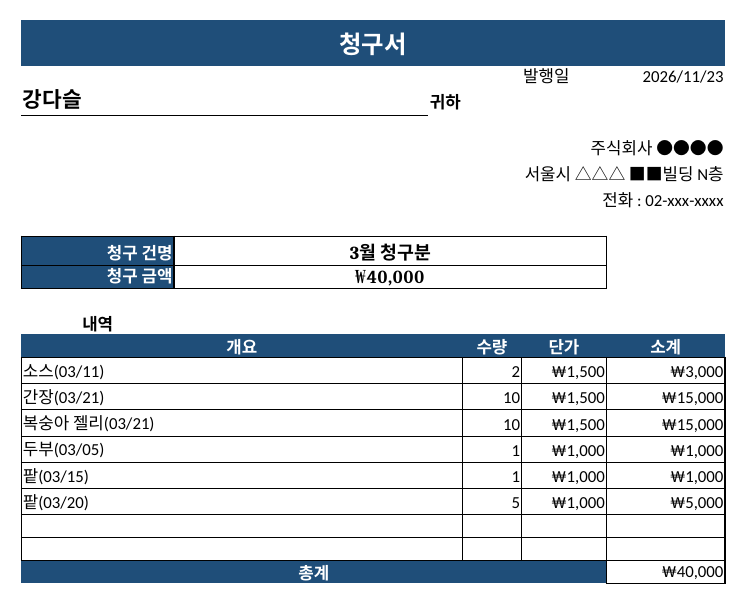 청구서
발행일 2026/11/23
강다슬 귀하
주식회사 ●●●●
서울시 △△△ ■■빌딩 N층
전화 : 02-xxx-xxxx
청구 건명 3월 청구분
청구 금액 ₩40,000
내역
개요 수량 단가 소계
소스(03/11) 2 ₩1,500 ₩3,000
간장(03/21) 10 ₩1,500 ₩15,000
복숭아 젤리(03/21) 10 ₩1,500 ₩15,000
두부(03/05) 1 ₩1,000 ₩1,000
팥(03/15) 1 ₩1,000 ₩1,000
팥(03/20) 5 ₩1,000 ₩5,000
총계 ₩40,000